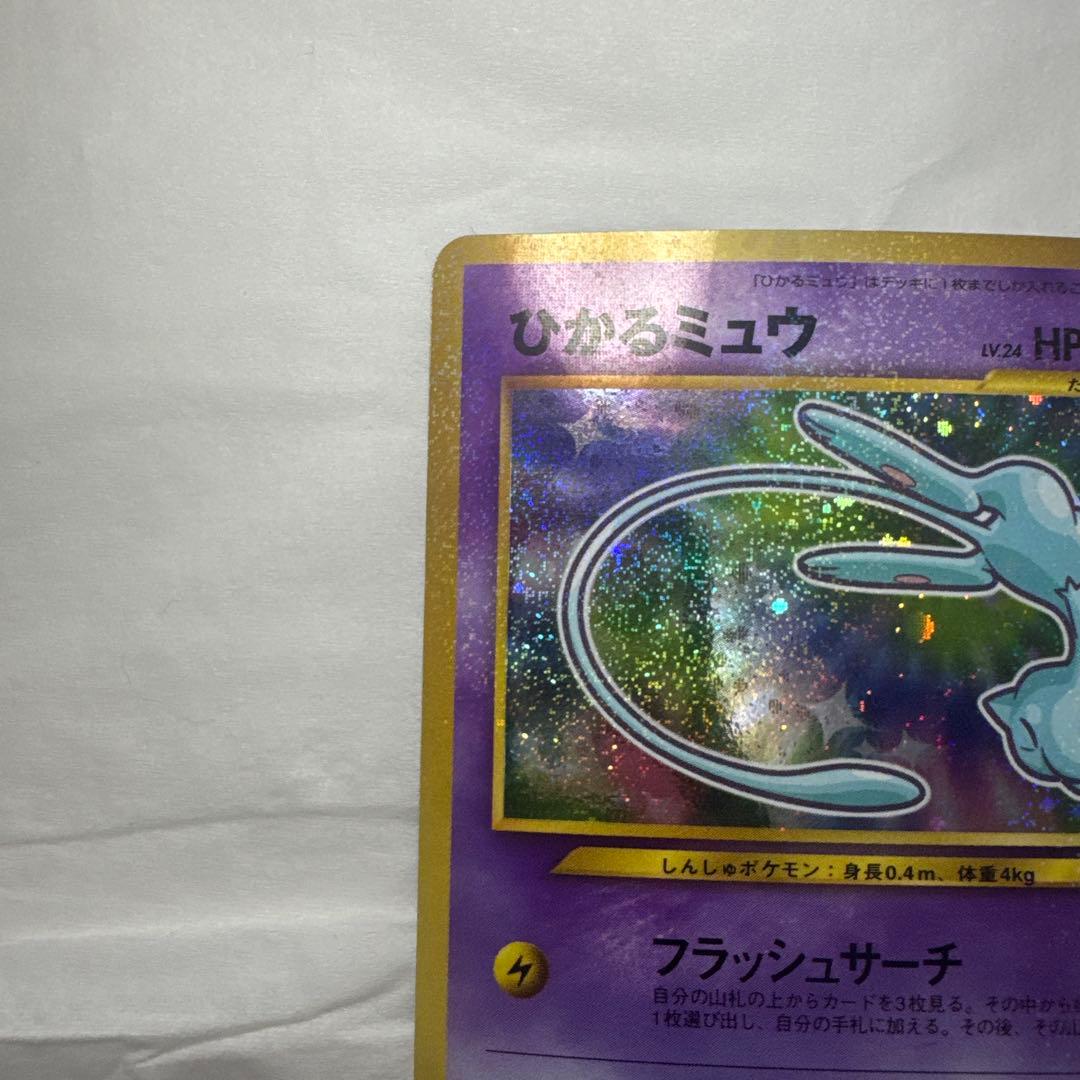 「ひかるミュウ」はデッキに1枚までしか入れるこ
ひかるミュウ
LV.24 HP
た
しんしゅポケモン：身長0.4m、体重4kg
フラッシュサーチ
自分の山札の上からカードを3枚見る。その中から
1枚選び出し、自分の手札に加える。その後、その山